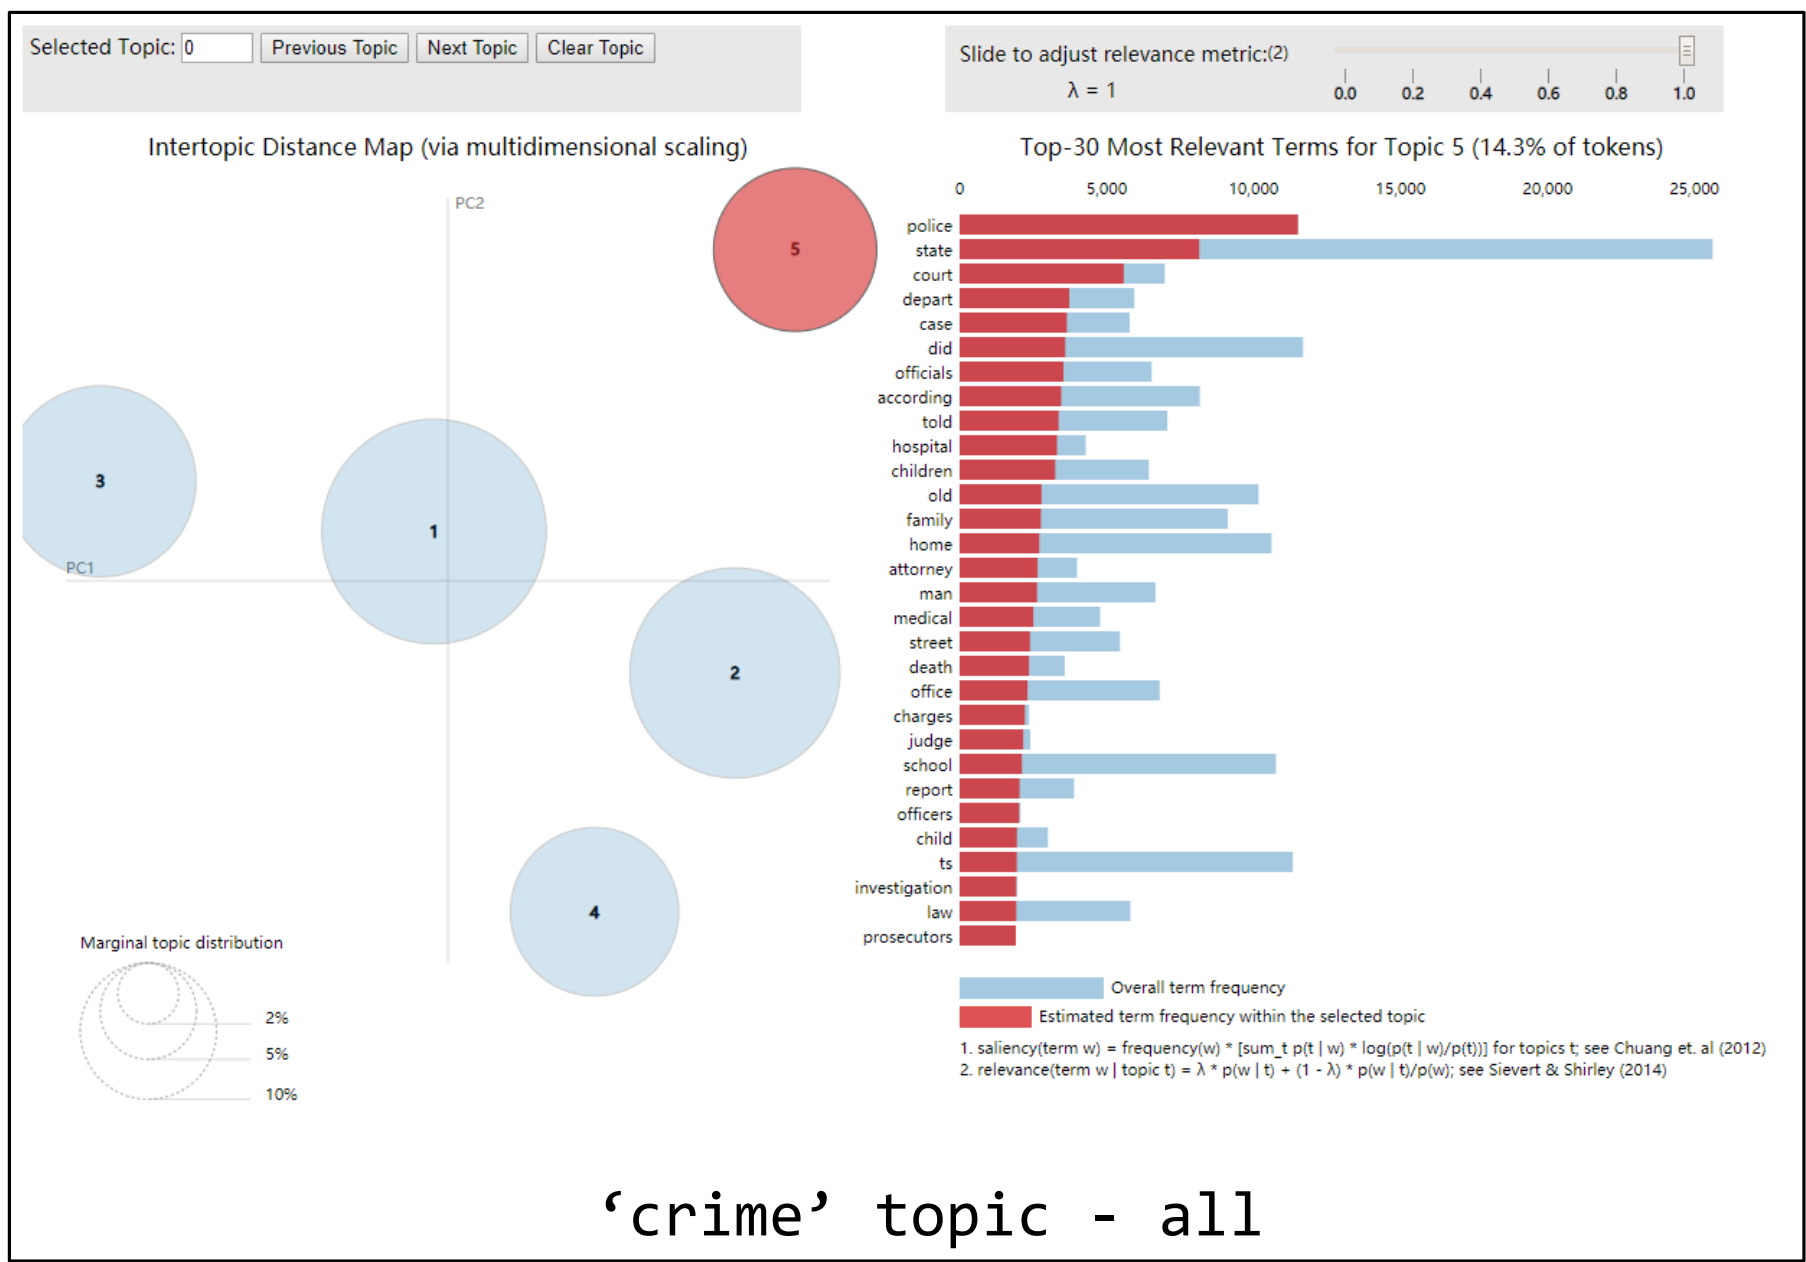 Selected Topic: 0 Previous Topic Next Topic Clear Topic
Slide to adjust relevance metric:(2)
λ = 1
0.0 0.2 0.4 0.6 0.8 1.0
Intertopic Distance Map (via multidimensional scaling)
PC2
5
3
1
PC1
2
4
Marginal topic distribution
2%
5%
10%
Top-30 Most Relevant Terms for Topic 5 (14.3% of tokens)
0 5,000 10,000 15,000 20,000 25,000
police
state
court
depart
case
did
officials
according
told
hospital
children
old
family
home
attorney
man
medical
street
death
office
charges
judge
school
report
officers
child
ts
investigation
law
prosecutors
Overall term frequency
Estimated term frequency within the selected topic
1. saliency(term w) = frequency(w) * [sum_t p(t | w) * log(p(t | w)/p(t))] for topics t; see Chuang et. al (2012)
2. relevance(term w | topic t) = λ * p(w | t) + (1 - λ) * p(w | t)/p(w); see Sievert & Shirley (2014)
‘crime’ topic - all